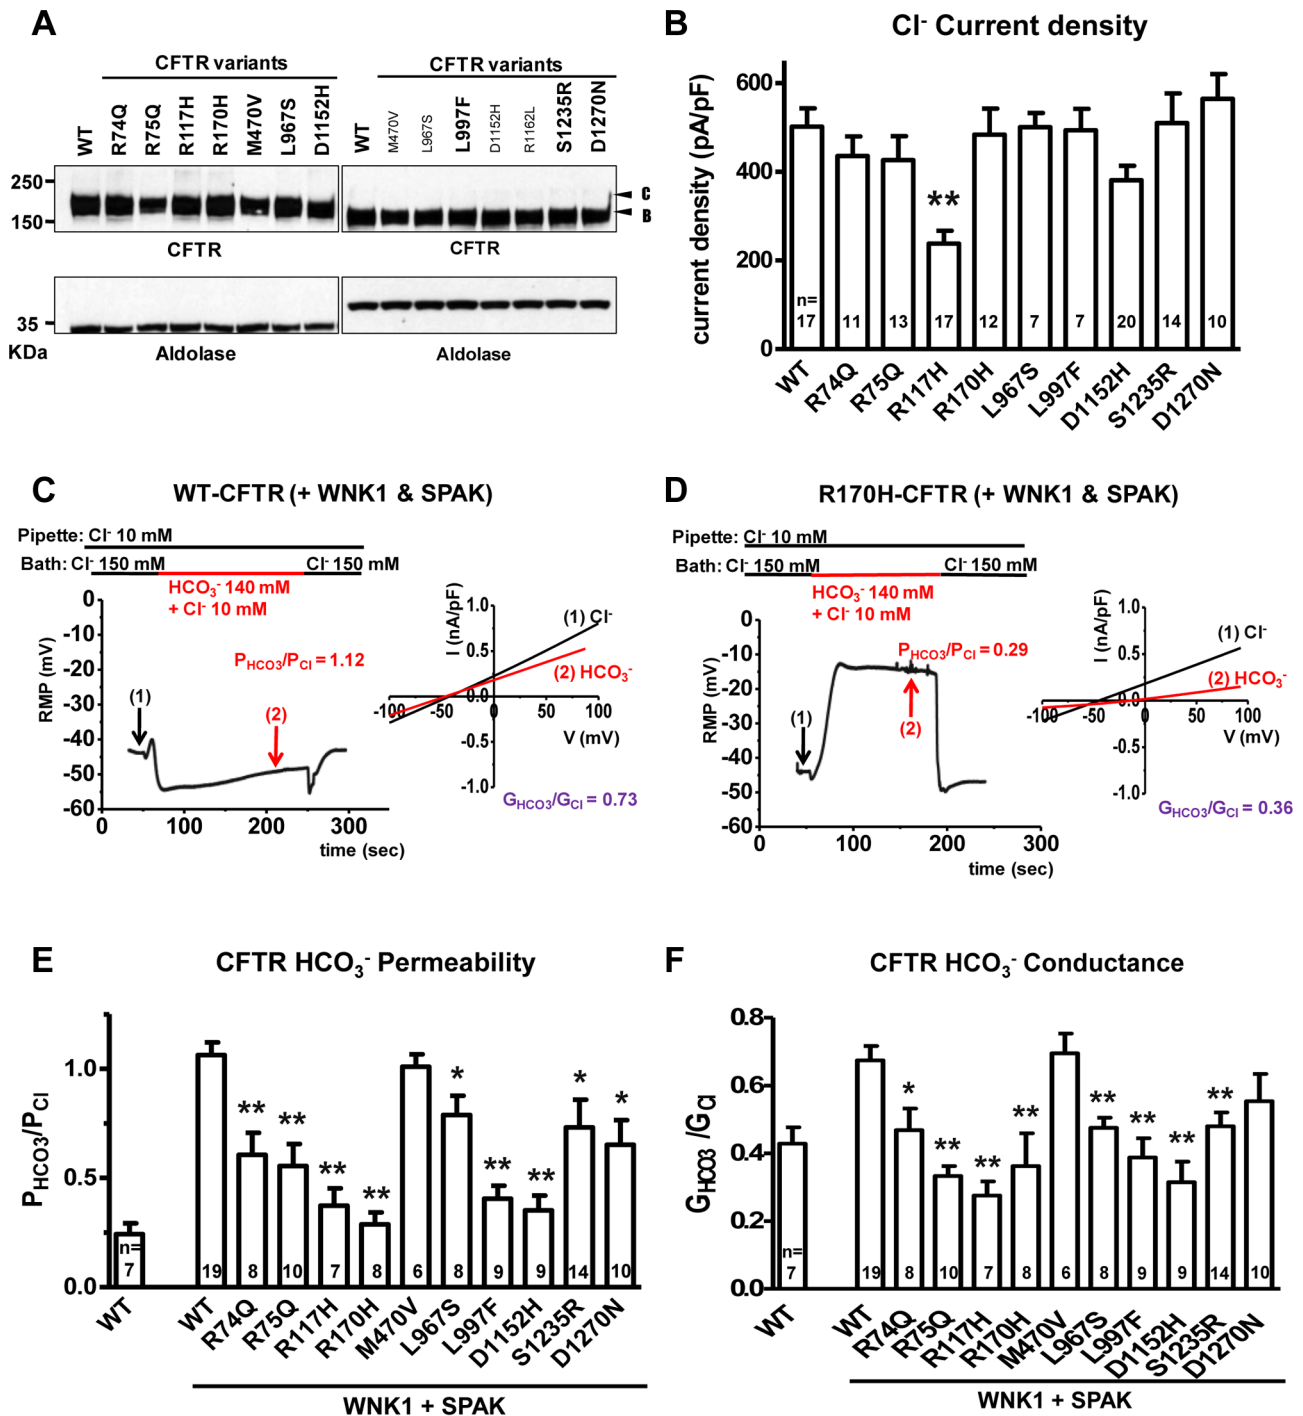 A
CFTR variants
CFTR variants
WT
R74Q
R75Q
R117H
R170H
M470V
L967S
D1152H
WT
M470V
L967S
L997F
D1152H
R1162L
S1235R
D1270N
250
150
C
B
CFTR
CFTR
35
KDa
Aldolase
Aldolase
B
Cl⁻ Current density
current density (pA/pF)
600
400
200
0
n=
17
11
13
**
17
12
7
7
20
14
10
WT
R74Q
R75Q
R117H
R170H
L967S
L997F
D1152H
S1235R
D1270N
C
WT-CFTR (+ WNK1 & SPAK)
Pipette: Cl⁻ 10 mM
Bath: Cl⁻ 150 mM
Cl⁻ 150 mM
HCO₃⁻ 140 mM
+ Cl⁻ 10 mM
RMP (mV)
0
-10
-20
-30
-40
-50
-60
PHCO3/PCl = 1.12
(1)
(2)
0
100
200
300
time (sec)
I (nA/pF)
1.0
0.5
0.0
-0.5
-1.0
(1) Cl⁻
(2) HCO₃⁻
-100
-50
0
50
100
V (mV)
GHCO3/GCl = 0.73
D
R170H-CFTR (+ WNK1 & SPAK)
Pipette: Cl⁻ 10 mM
Bath: Cl⁻ 150 mM
Cl⁻ 150 mM
HCO₃⁻ 140 mM
+ Cl⁻ 10 mM
RMP (mV)
0
-10
-20
-30
-40
-50
-60
PHCO3/PCl = 0.29
(1)
(2)
0
100
200
300
time (sec)
I (nA/pF)
1.0
0.5
0.0
-0.5
-1.0
(1) Cl⁻
(2) HCO₃⁻
-100
-50
0
50
100
V (mV)
GHCO3/GCl = 0.36
E
CFTR HCO₃⁻ Permeability
PHCO3/PCl
1.0
0.5
0.0
n=
7
19
**
8
**
10
**
7
**
8
6
*
8
**
9
**
9
*
14
*
10
WT
WT
R74Q
R75Q
R117H
R170H
M470V
L967S
L997F
D1152H
S1235R
D1270N
WNK1 + SPAK
F
CFTR HCO₃⁻ Conductance
GHCO3 /GCl
0.8
0.6
0.4
0.2
0.0
n=
7
19
*
8
**
10
**
7
**
8
6
**
8
**
9
**
9
**
14
10
WT
WT
R74Q
R75Q
R117H
R170H
M470V
L967S
L997F
D1152H
S1235R
D1270N
WNK1 + SPAK